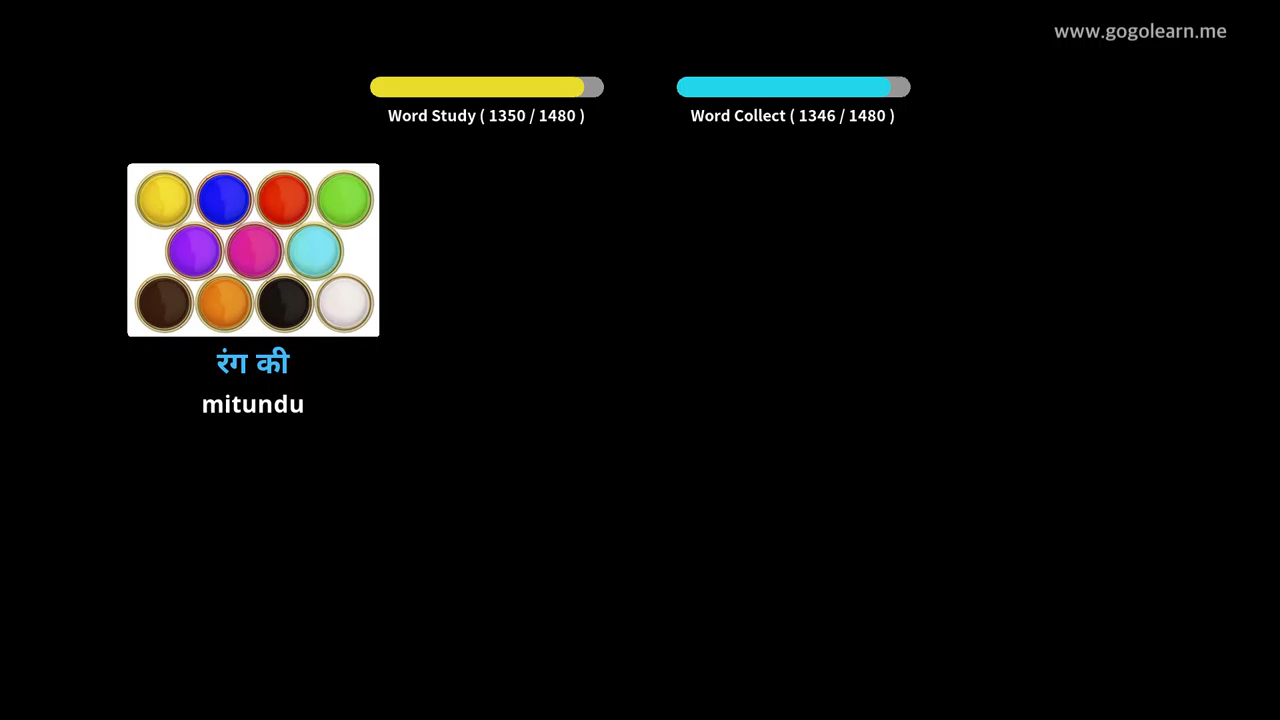 www.gogolearn.me
Word Study ( 1350 / 1480 )
Word Collect ( 1346 / 1480 )
रंग की
mitundu